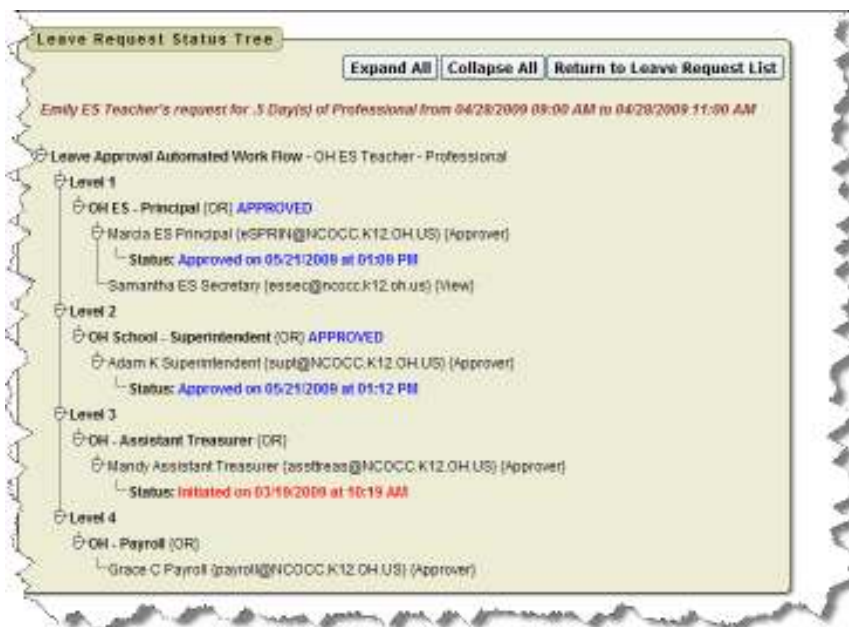 Leave Request Status Tree
Expand All Collapse All Return to Leave Request List
Emily ES Teacher's request for .5 Day(s) of Professional from 04/28/2009 09:00 AM to 04/28/2009 11:00 AM
Leave Approval Automated Work Flow - OH ES Teacher - Professional
Level 1
OH ES - Principal (OR) APPROVED
Marcia ES Principal (eSPRIN@NCOCC.K12.OH.US) (Approver)
Status: Approved on 05/21/2009 at 01:09 PM
Samantha ES Secretary (essec@ncocc.k12.oh.us) (View)
Level 2
OH School - Superintendent (OR) APPROVED
Adam K Superintendent (supt@NCOCC.K12.OH.US) (Approver)
Status: Approved on 05/21/2009 at 01:12 PM
Level 3
OH - Assistant Treasurer (OR)
Mandy Assistant Treasurer (assttreas@NCOCC.K12.OH.US) (Approver)
Status: Initiated on 03/19/2009 at 10:19 AM
Level 4
OH - Payroll (OR)
Grace C Payroll (payroll@NCOCC.K12.OH.US) (Approver)